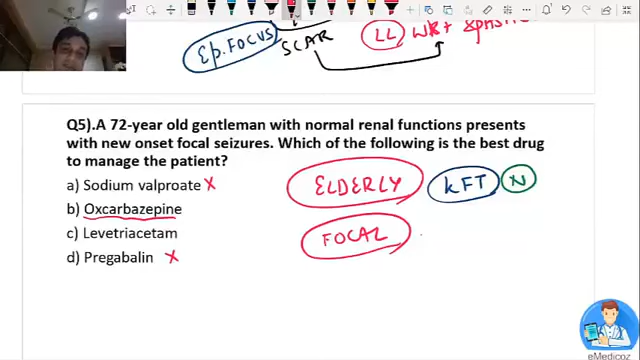 Ep. FOCUS
SCAR
LL
Q5).A 72-year old gentleman with normal renal functions presents
with new onset focal seizures. Which of the following is the best drug
to manage the patient?
a) Sodium valproate X
b) Oxcarbazepine
c) Levetriacetam
d) Pregabalin X
ELDERLY
KFT
N
FOCAL
eMedicoz